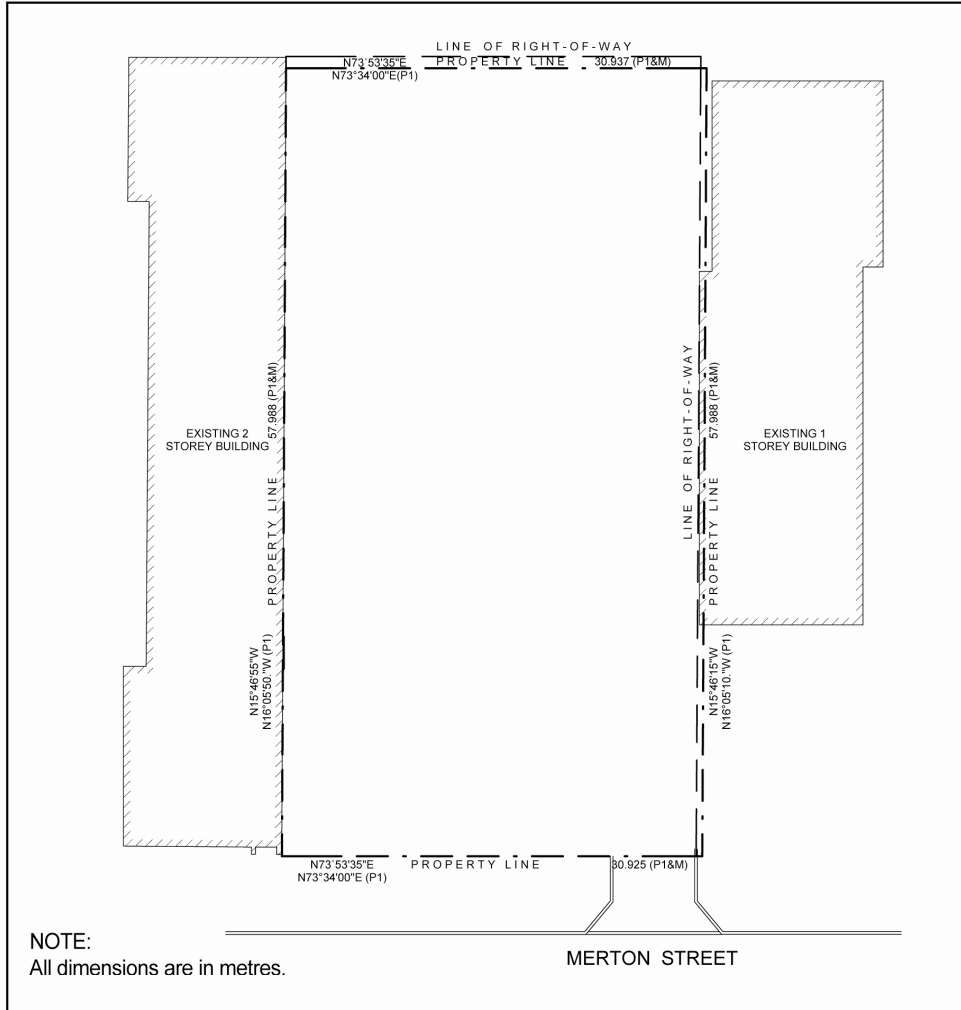 LINE OF RIGHT-OF-WAY
N73°53'35"E PROPERTY LINE 30.937 (P1&M)
N73°34'00"E(P1)
EXISTING 2
STOREY BUILDING
PROPERTY LINE 57.988 (P1&M)
N15°46'55"W
N16°05'50."W (P1)
LINE OF RIGHT-OF-WAY
PROPERTY LINE 57.988 (P1&M)
N15°46'15"W
N16°05'10."W (P1)
EXISTING 1
STOREY BUILDING
N73°53'35"E PROPERTY LINE 30.925 (P1&M)
N73°34'00"E (P1)
MERTON STREET
NOTE:
All dimensions are in metres.